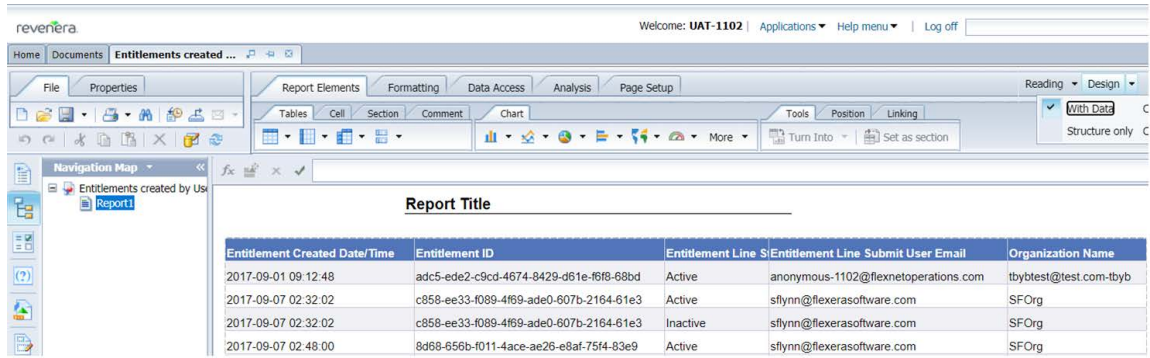 revenera
Welcome: UAT-1102 | Applications Help menu | Log off
Home Documents Entitlements created ...
File Properties Report Elements Formatting Data Access Analysis Page Setup Reading Design
Tables Cell Section Comment Chart Tools Position Linking With Data
More Turn Into Set as section Structure only
Navigation Map «
Entitlements created by Use
Report1
Report Title
Entitlement Created Date/Time Entitlement ID Entitlement Line S Entitlement Line Submit User Email Organization Name
2017-09-01 09:12:48 adc5-ede2-c9cd-4674-8429-d61e-f6f8-68bd Active anonymous-1102@flexnetoperations.com tbybtest@test.com-tbyb
2017-09-07 02:32:02 c858-ee33-f089-4f69-ade0-607b-2164-61e3 Active sflynn@flexerasoftware.com SFOrg
2017-09-07 02:32:02 c858-ee33-f089-4f69-ade0-607b-2164-61e3 Inactive sflynn@flexerasoftware.com SFOrg
2017-09-07 02:48:00 8d68-656b-f011-4ace-ae26-e8af-75f4-83e9 Active sflynn@flexerasoftware.com SFOrg